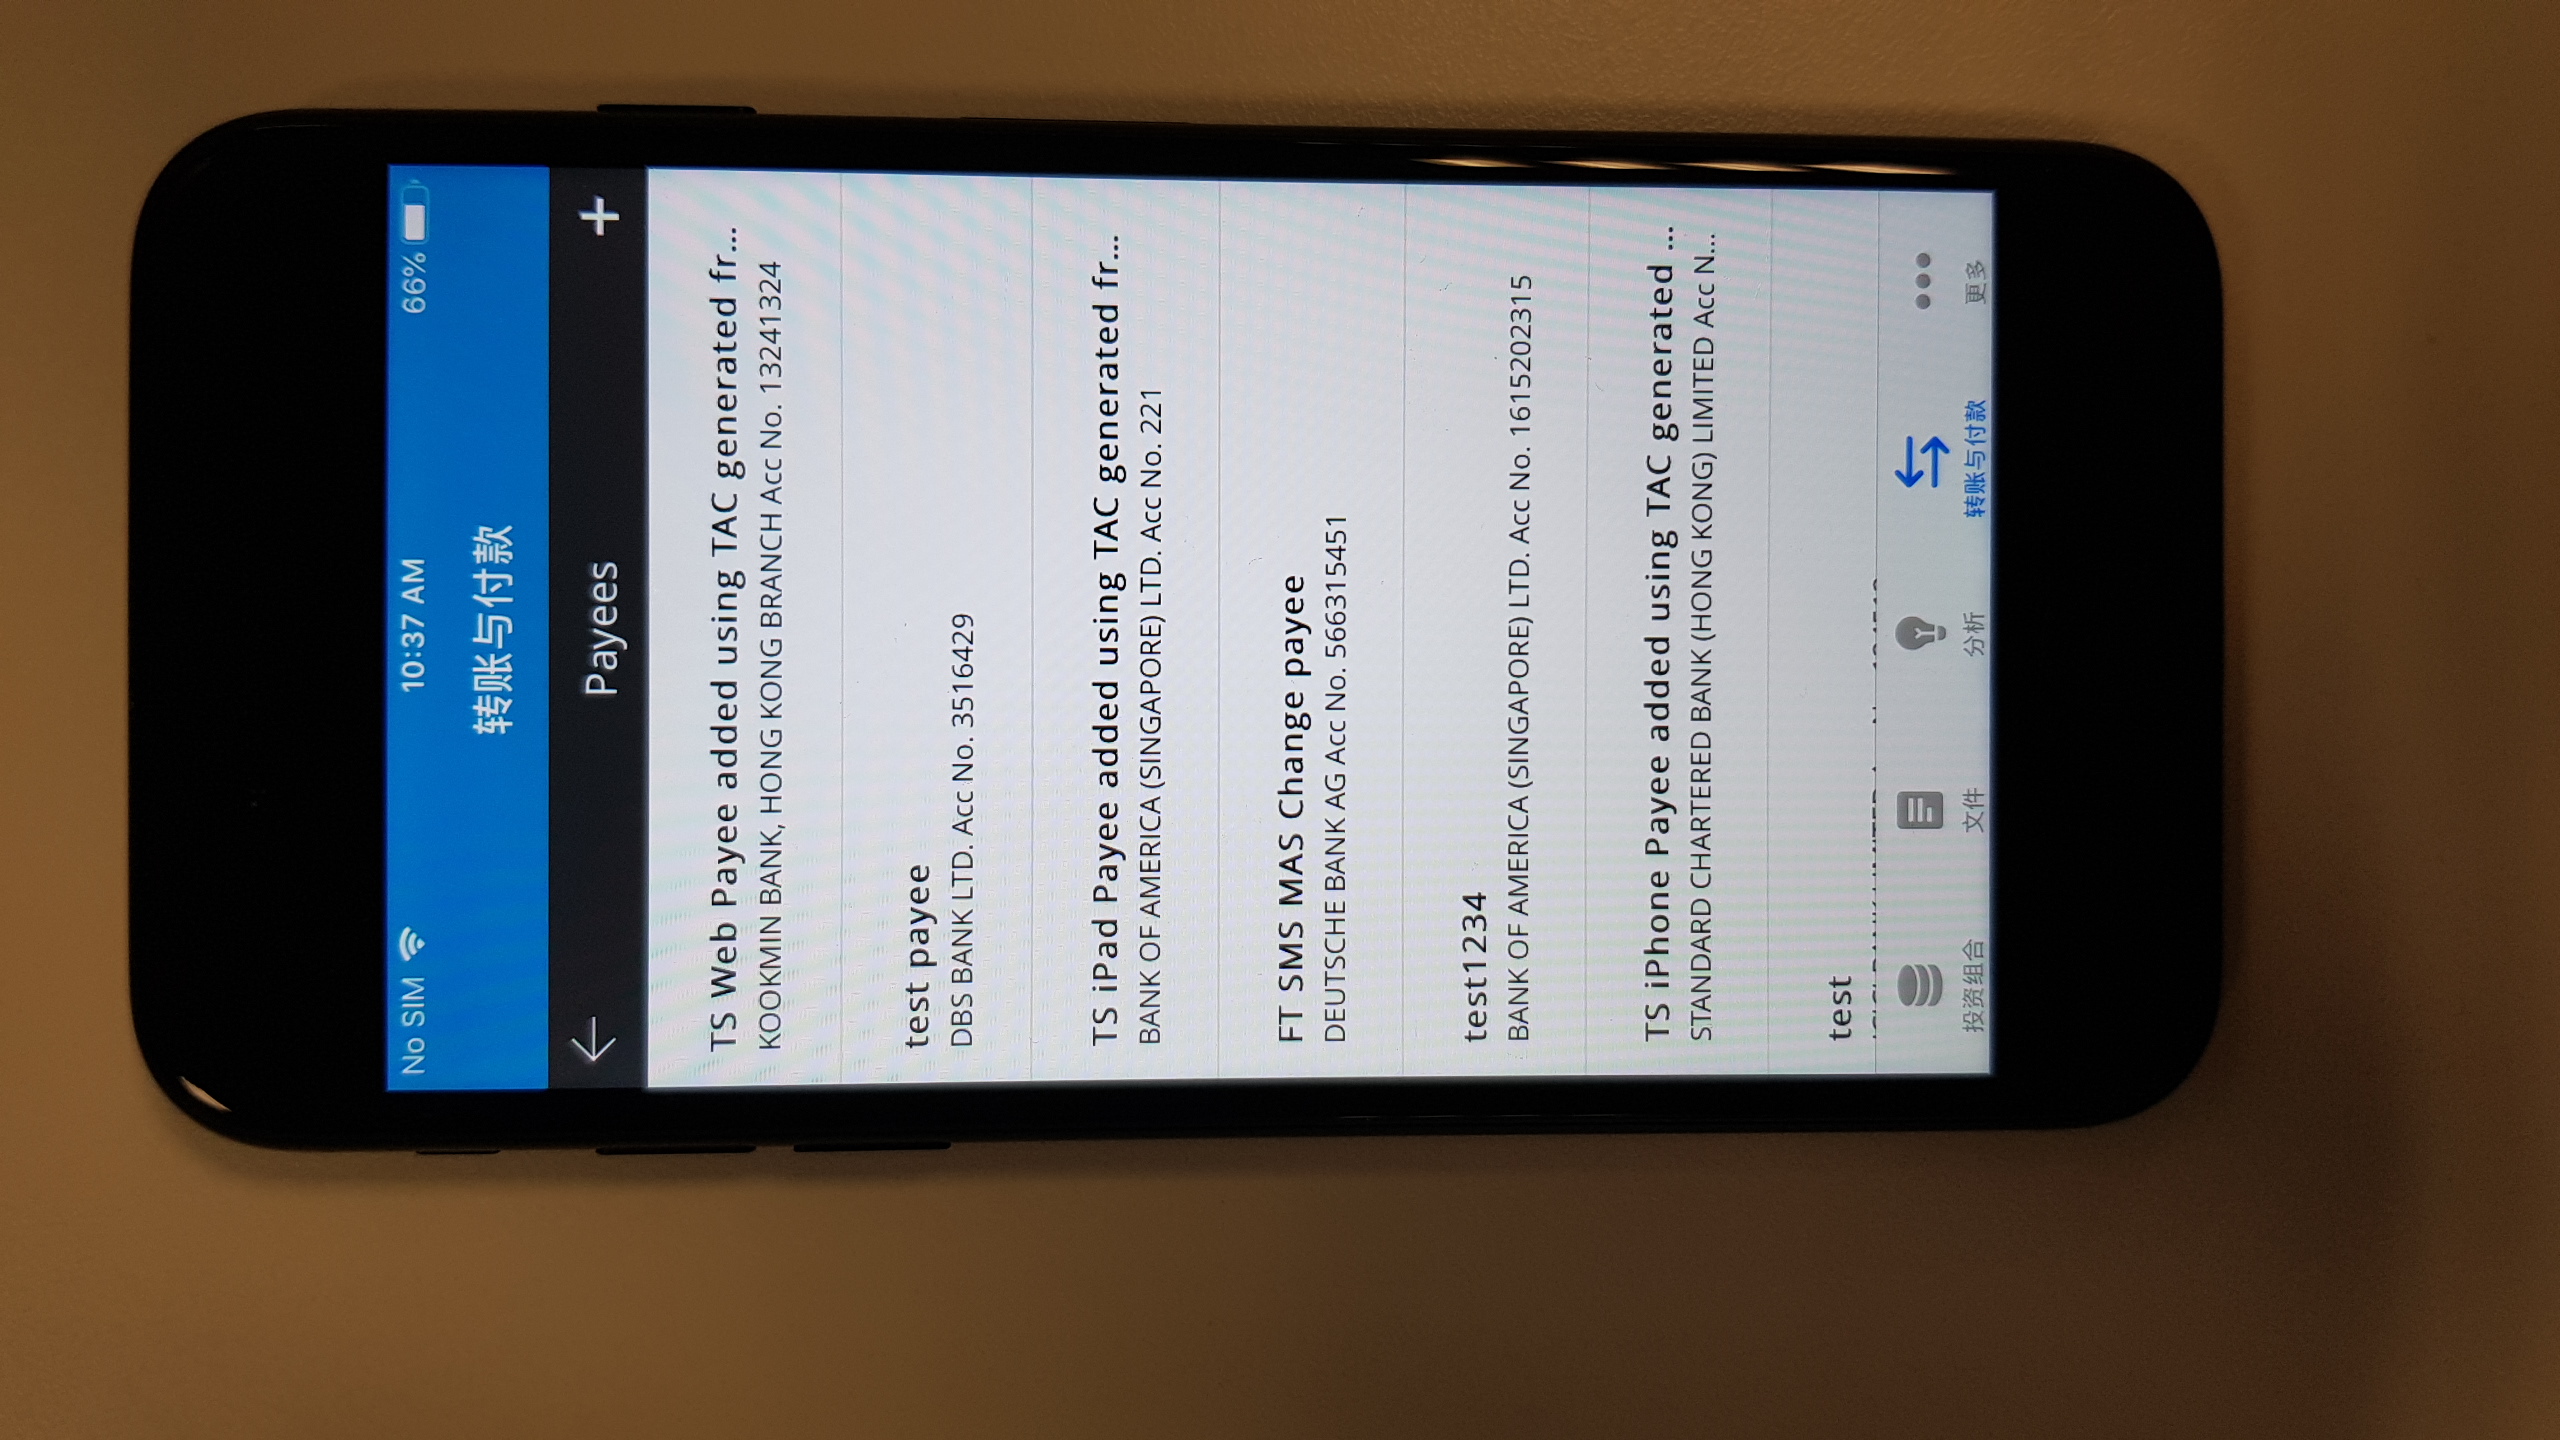 No SIM 10:37 AM 66%
转账与付款
Payees
TS Web Payee added using TAC generated fr...
KOOKMIN BANK, HONG KONG BRANCH Acc No. 13241324
test payee
DBS BANK LTD. Acc No. 3516429
TS iPad Payee added using TAC generated fr...
BANK OF AMERICA (SINGAPORE) LTD. Acc No. 221
FT SMS MAS Change payee
DEUTSCHE BANK AG Acc No. 566315451
test1234
BANK OF AMERICA (SINGAPORE) LTD. Acc No. 1615202315
TS iPhone Payee added using TAC generated ...
STANDARD CHARTERED BANK (HONG KONG) LIMITED Acc N...
test
投资组合 文件 分析 转账与付款 更多